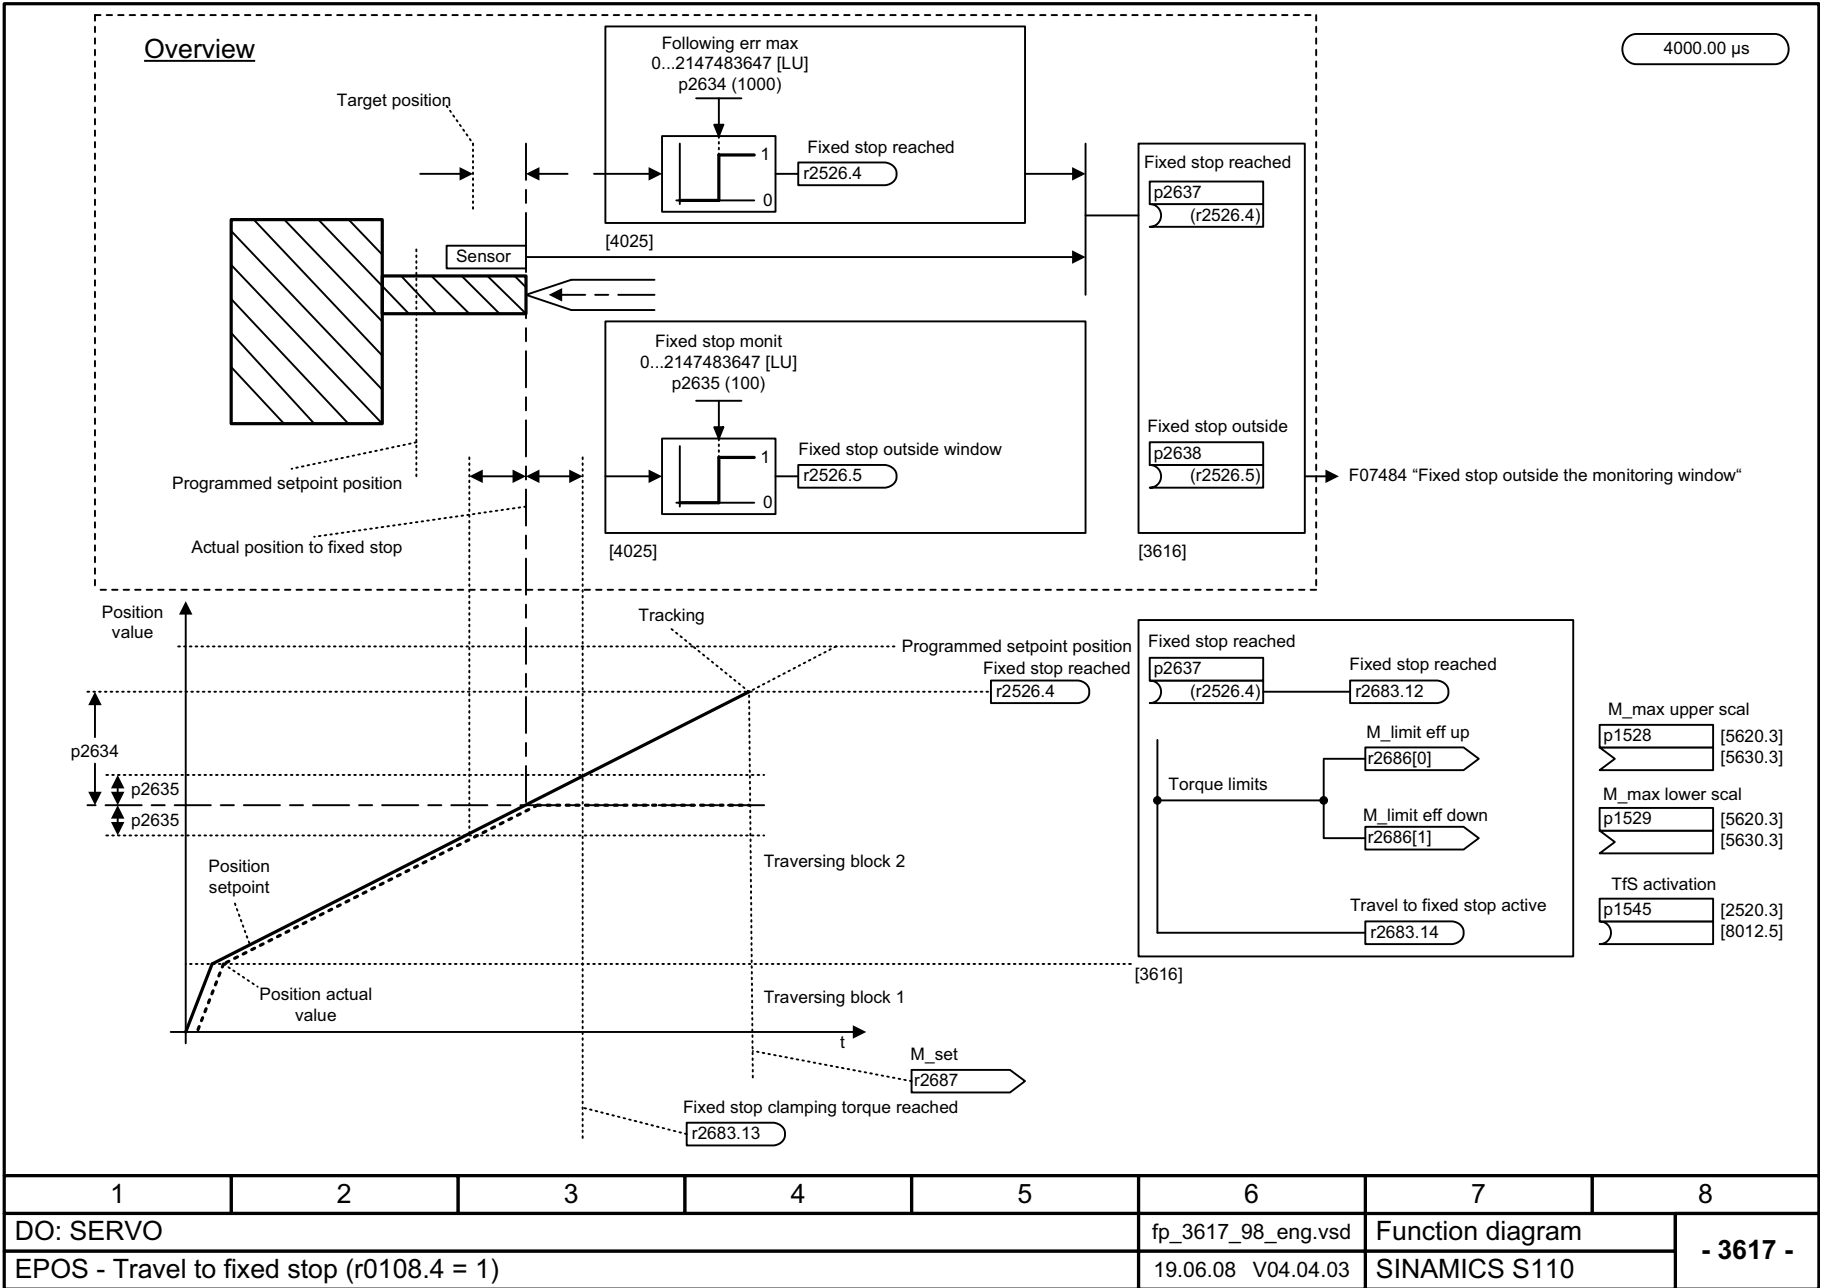 Overview
4000.00 µs
Target position
Following err max
0...2147483647 [LU]
p2634 (1000)
1
0
Fixed stop reached
r2526.4
[4025]
Sensor
Fixed stop reached
p2637
(r2526.4)
Fixed stop monit
0...2147483647 [LU]
p2635 (100)
1
0
Fixed stop outside window
r2526.5
[4025]
Fixed stop outside
p2638
(r2526.5)
[3616]
F07484 “Fixed stop outside the monitoring window“
Programmed setpoint position
Actual position to fixed stop
Position
value
Tracking
Programmed setpoint position
Fixed stop reached
r2526.4
p2634
p2635
p2635
Position
setpoint
Position actual
value
Traversing block 2
Traversing block 1
t
M_set
r2687
Fixed stop clamping torque reached
r2683.13
Fixed stop reached
p2637
(r2526.4)
Fixed stop reached
r2683.12
M_limit eff up
r2686[0]
Torque limits
M_limit eff down
r2686[1]
Travel to fixed stop active
r2683.14
[3616]
M_max upper scal
p1528
[5620.3]
[5630.3]
M_max lower scal
p1529
[5620.3]
[5630.3]
TfS activation
p1545
[2520.3]
[8012.5]
1 2 3 4 5 6 7 8
DO: SERVO
fp_3617_98_eng.vsd
Function diagram
- 3617 -
EPOS - Travel to fixed stop (r0108.4 = 1)
19.06.08 V04.04.03
SINAMICS S110